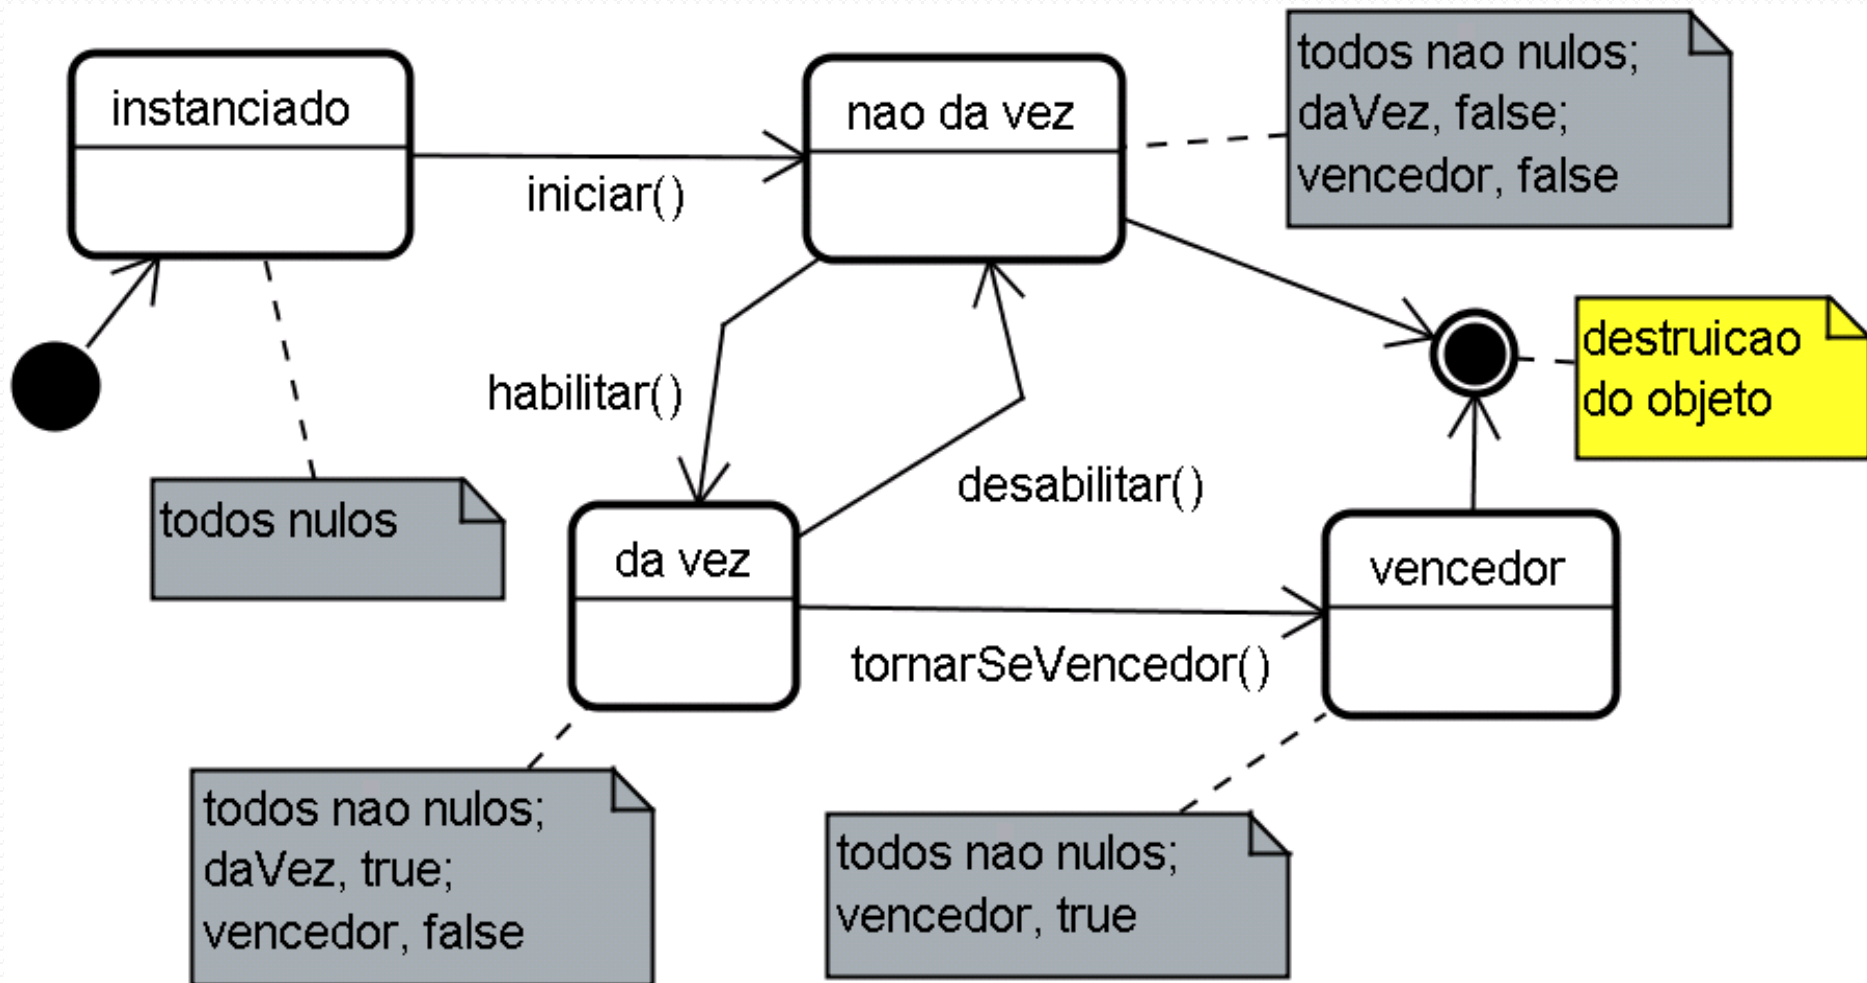 instanciado
nao da vez
todos nao nulos;
daVez, false;
vencedor, false
iniciar()
destruicao
do objeto
habilitar()
desabilitar()
todos nulos
da vez
vencedor
tornarSeVencedor()
todos nao nulos;
daVez, true;
vencedor, false
todos nao nulos;
vencedor, true